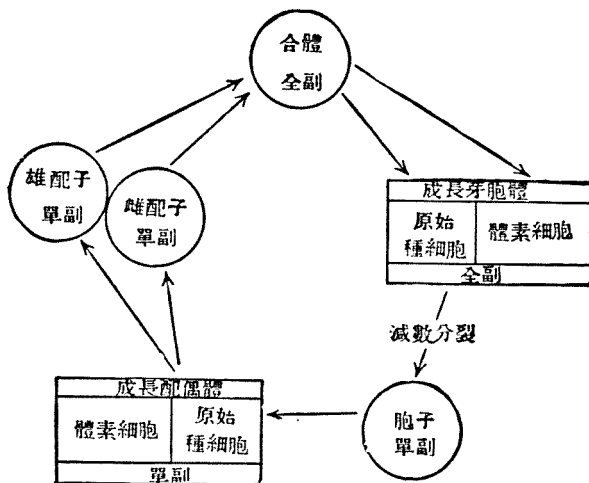 合體
全副
雄配子
單副
雌配子
單副
成長芽胞體
原始
種細胞
體素細胞
全副
減數分裂
成長配偶體
體素細胞
原始
種細胞
單副
胞子
單副